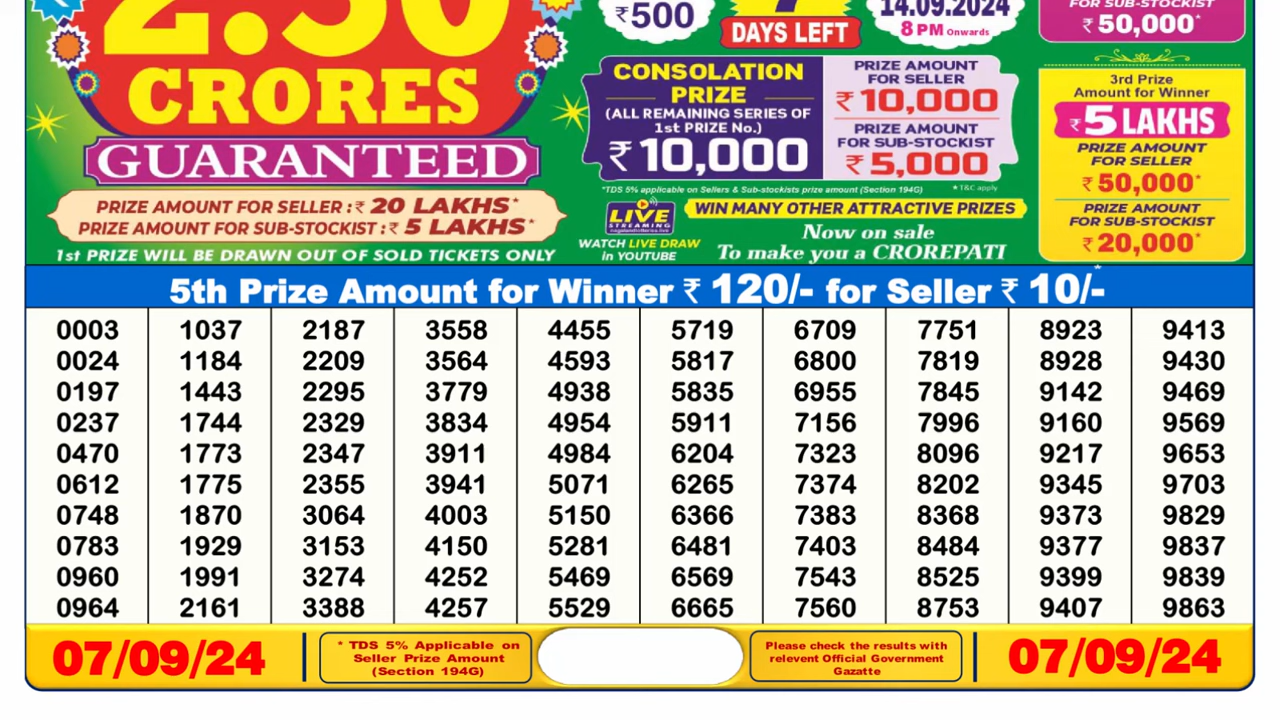 2.50
CRORES
GUARANTEED
PRIZE AMOUNT FOR SELLER :₹ 20 LAKHS*
PRIZE AMOUNT FOR SUB-STOCKIST :₹ 5 LAKHS*
1st PRIZE WILL BE DRAWN OUT OF SOLD TICKETS ONLY
₹500
7
DAYS LEFT
14.09.2024
8 PM Onwards
CONSOLATION
PRIZE
(ALL REMAINING SERIES OF
1st PRIZE No.)
₹10,000
PRIZE AMOUNT
FOR SELLER
₹10,000
PRIZE AMOUNT
FOR SUB-STOCKIST
₹5,000
*TDS 5% applicable on Sellers & Sub-stockists prize amount (Section 194G)
★T&C apply
LIVE
STREAMING
nagalandlotteries.live
WATCH LIVE DRAW
in YOUTUBE
WIN MANY OTHER ATTRACTIVE PRIZES
Now on sale
To make you a CROREPATI
FOR SUB-STOCKIST
₹50,000*
3rd Prize
Amount for Winner
₹5 LAKHS
PRIZE AMOUNT
FOR SELLER
₹50,000*
PRIZE AMOUNT
FOR SUB-STOCKIST
₹20,000*
5th Prize Amount for Winner ₹ 120/- for Seller ₹ 10/-*
0003 1037 2187 3558 4455 5719 6709 7751 8923 9413
0024 1184 2209 3564 4593 5817 6800 7819 8928 9430
0197 1443 2295 3779 4938 5835 6955 7845 9142 9469
0237 1744 2329 3834 4954 5911 7156 7996 9160 9569
0470 1773 2347 3911 4984 6204 7323 8096 9217 9653
0612 1775 2355 3941 5071 6265 7374 8202 9345 9703
0748 1870 3064 4003 5150 6366 7383 8368 9373 9829
0783 1929 3153 4150 5281 6481 7403 8484 9377 9837
0960 1991 3274 4252 5469 6569 7543 8525 9399 9839
0964 2161 3388 4257 5529 6665 7560 8753 9407 9863
07/09/24
* TDS 5% Applicable on
Seller Prize Amount
(Section 194G)
Please check the results with
relevent Official Government
Gazatte
07/09/24